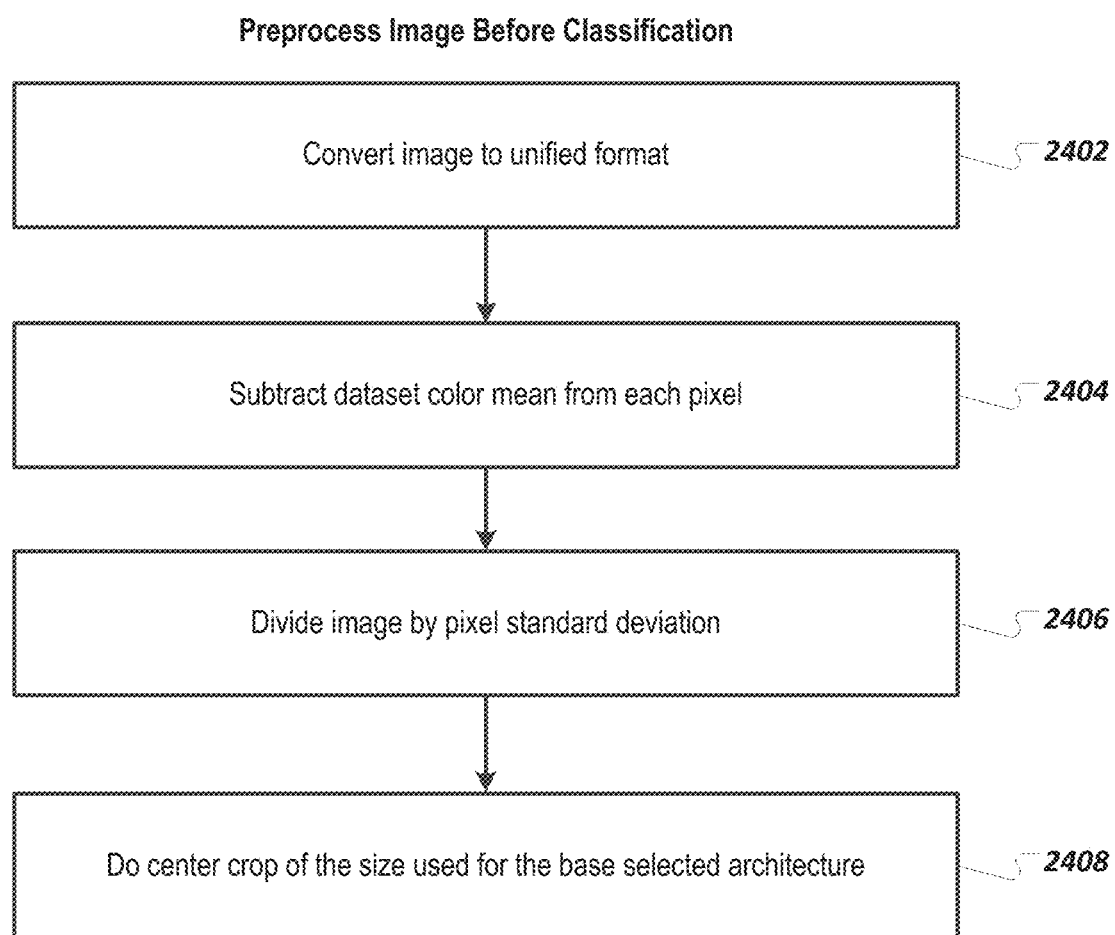 Preprocess Image Before Classification
Convert image to unified format
2402
Subtract dataset color mean from each pixel
2404
Divide image by pixel standard deviation
2406
Do center crop of the size used for the base selected architecture
2408